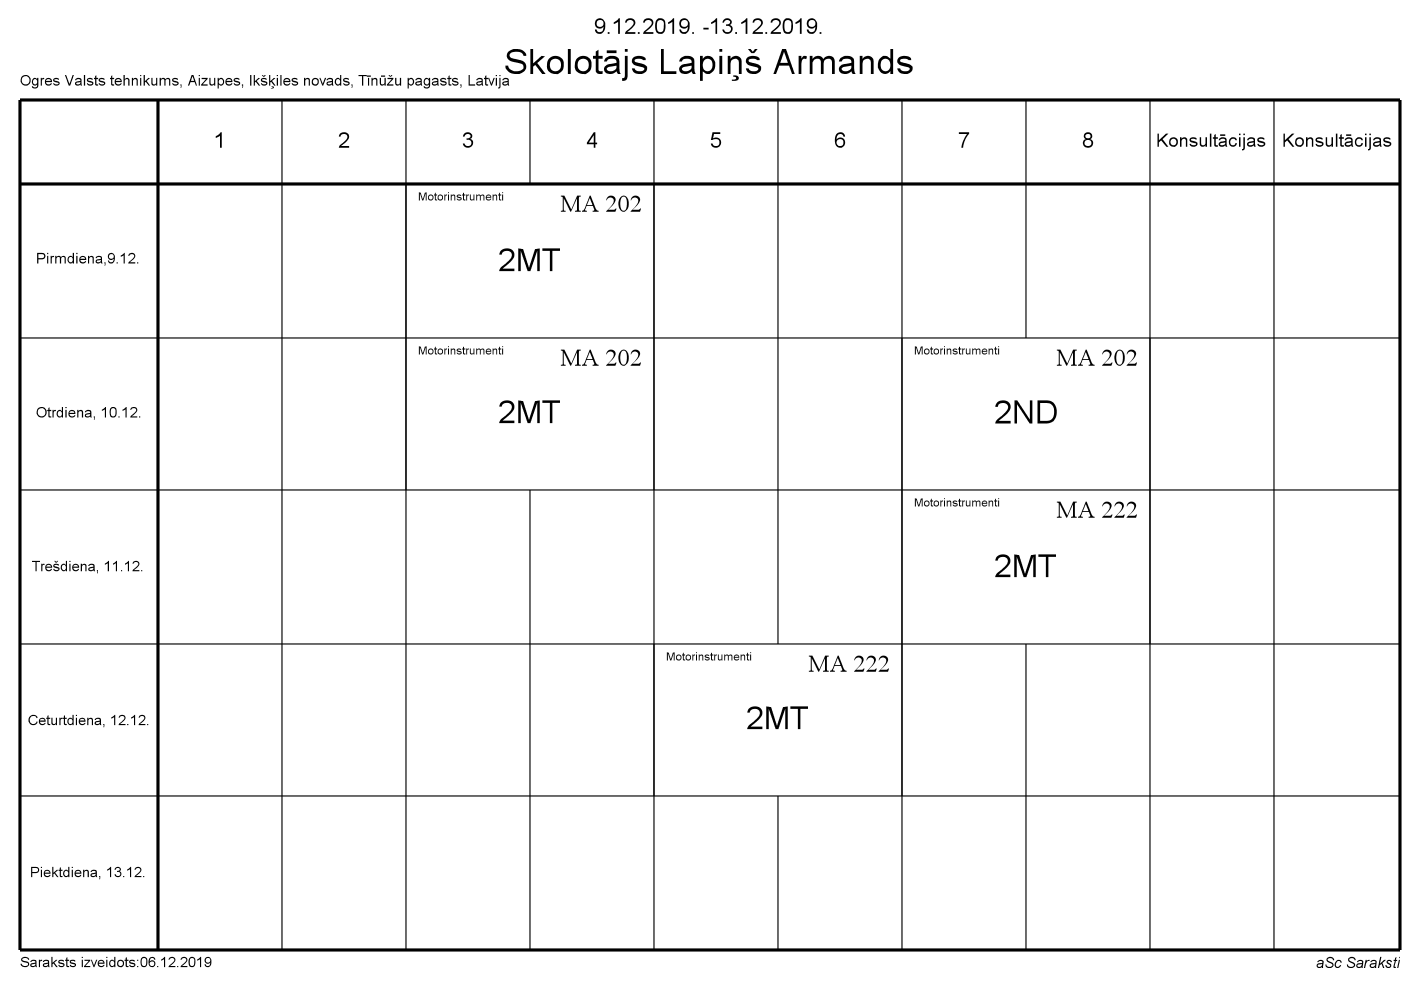 9.12.2019. -13.12.2019.
Skolotājs Lapiņš Armands
Ogres Valsts tehnikums, Aizupes, Ikšķiles novads, Tīnūžu pagasts, Latvija
1 2 3 4 5 6 7 8 Konsultācijas Konsultācijas
Motorinstrumenti MA 202
Pirmdiena,9.12. 2MT
Motorinstrumenti MA 202 Motorinstrumenti MA 202
Otrdiena, 10.12. 2MT 2ND
Motorinstrumenti MA 222
Trešdiena, 11.12. 2MT
Motorinstrumenti MA 222
Ceturtdiena, 12.12. 2MT
Piektdiena, 13.12.
Saraksts izveidots:06.12.2019 aSc Saraksti